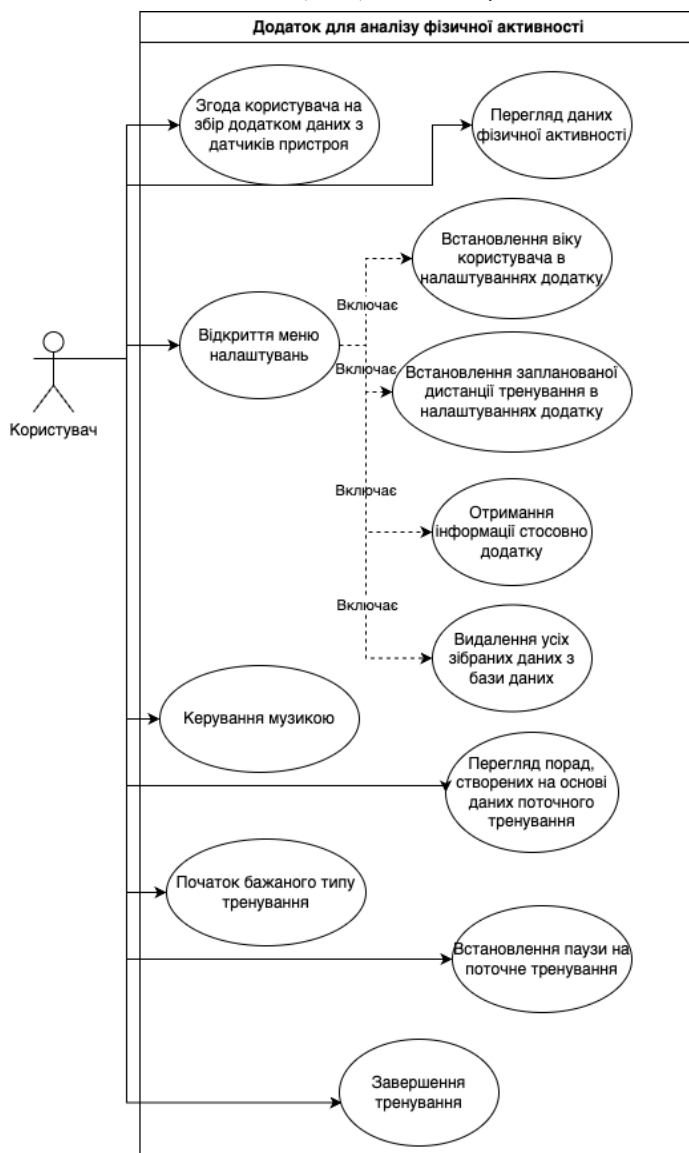 Додаток для аналізу фізичної активності
Згода користувача на
збір додатком даних з
датчиків пристроя
Перегляд даних
фізичної активності
Встановлення віку
користувача в
налаштуваннях додатку
Включає
Відкриття меню
налаштувань
Включає
Встановлення запланованої
дистанції тренування в
налаштуваннях додатку
Користувач
Включає
Отримання
інформації стосовно
додатку
Включає
Видалення усіх
зібраних даних з
бази даних
Керування музикою
Перегляд порад,
створених на основі
даних поточного
тренування
Початок бажаного типу
тренування
Встановлення паузи на
поточне тренування
Завершення
тренування